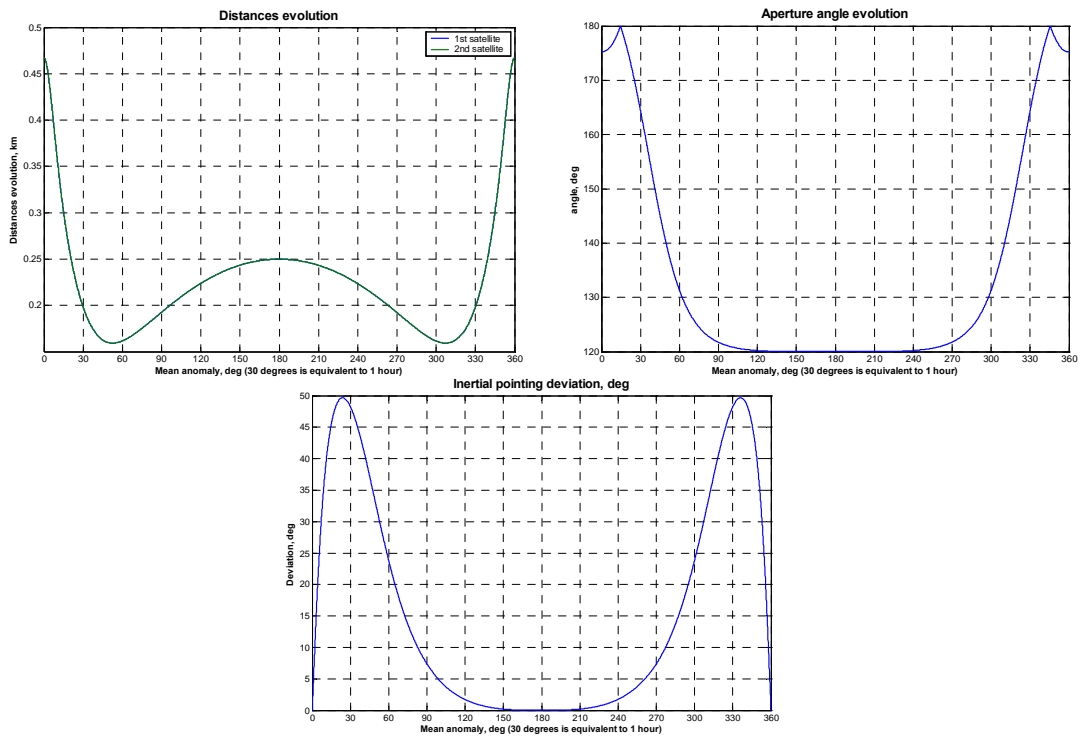 Distances evolution
0.5
0.45
0.4
0.35
0.3
0.25
0.2
Distances evolution, km
1st satellite
2nd satellite
0 30 60 90 120 150 180 210 240 270 300 330 360
Mean anomaly, deg (30 degrees is equivalent to 1 hour)
Aperture angle evolution
180
170
160
150
140
130
120
angle, deg
0 30 60 90 120 150 180 210 240 270 300 330 360
Mean anomaly, deg (30 degrees is equivalent to 1 hour)
Inertial pointing deviation, deg
50
45
40
35
30
25
20
15
10
5
0
Deviation, deg
0 30 60 90 120 150 180 210 240 270 300 330 360
Mean anomaly, deg (30 degrees is equivalent to 1 hour)